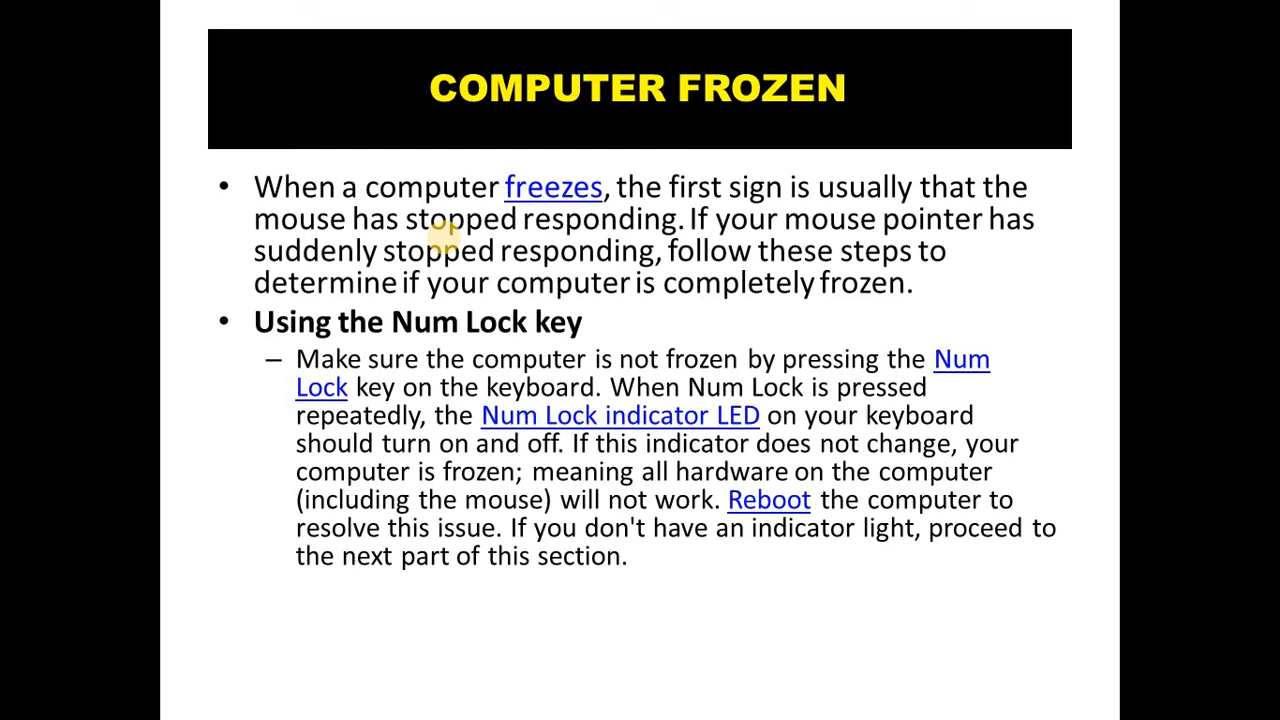 COMPUTER FROZEN
• When a computer freezes, the first sign is usually that the
mouse has stopped responding. If your mouse pointer has
suddenly stopped responding, follow these steps to
determine if your computer is completely frozen.
• Using the Num Lock key
– Make sure the computer is not frozen by pressing the Num
Lock key on the keyboard. When Num Lock is pressed
repeatedly, the Num Lock indicator LED on your keyboard
should turn on and off. If this indicator does not change, your
computer is frozen; meaning all hardware on the computer
(including the mouse) will not work. Reboot the computer to
resolve this issue. If you don't have an indicator light, proceed to
the next part of this section.